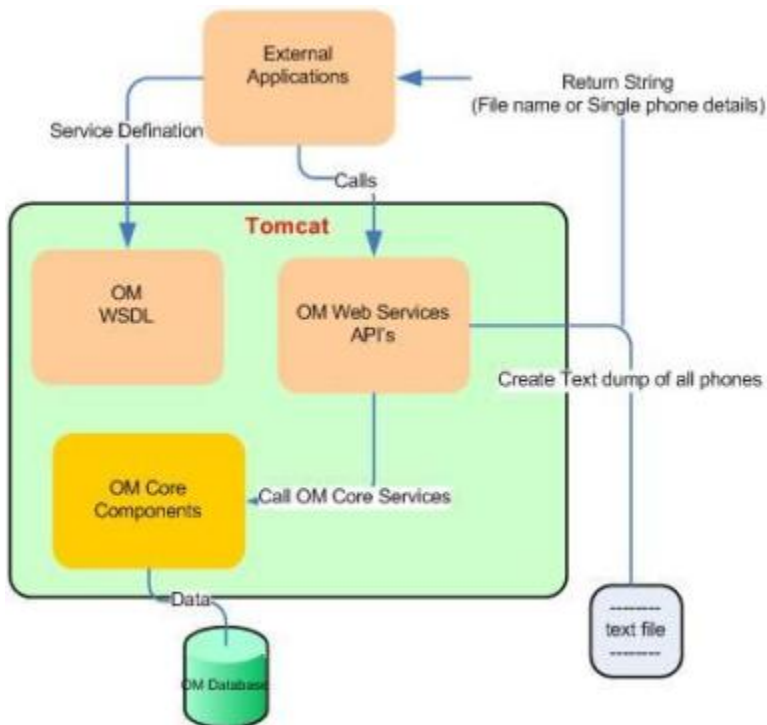 External
Applications
Return String
(File name or Single phone details)
Service Defination
Calls
Tomcat
OM
WSDL
OM Web Services
API's
Create Text dump of all phones
OM Core
Components
Call OM Core Services
Data
OM Database
---------
text file
---------